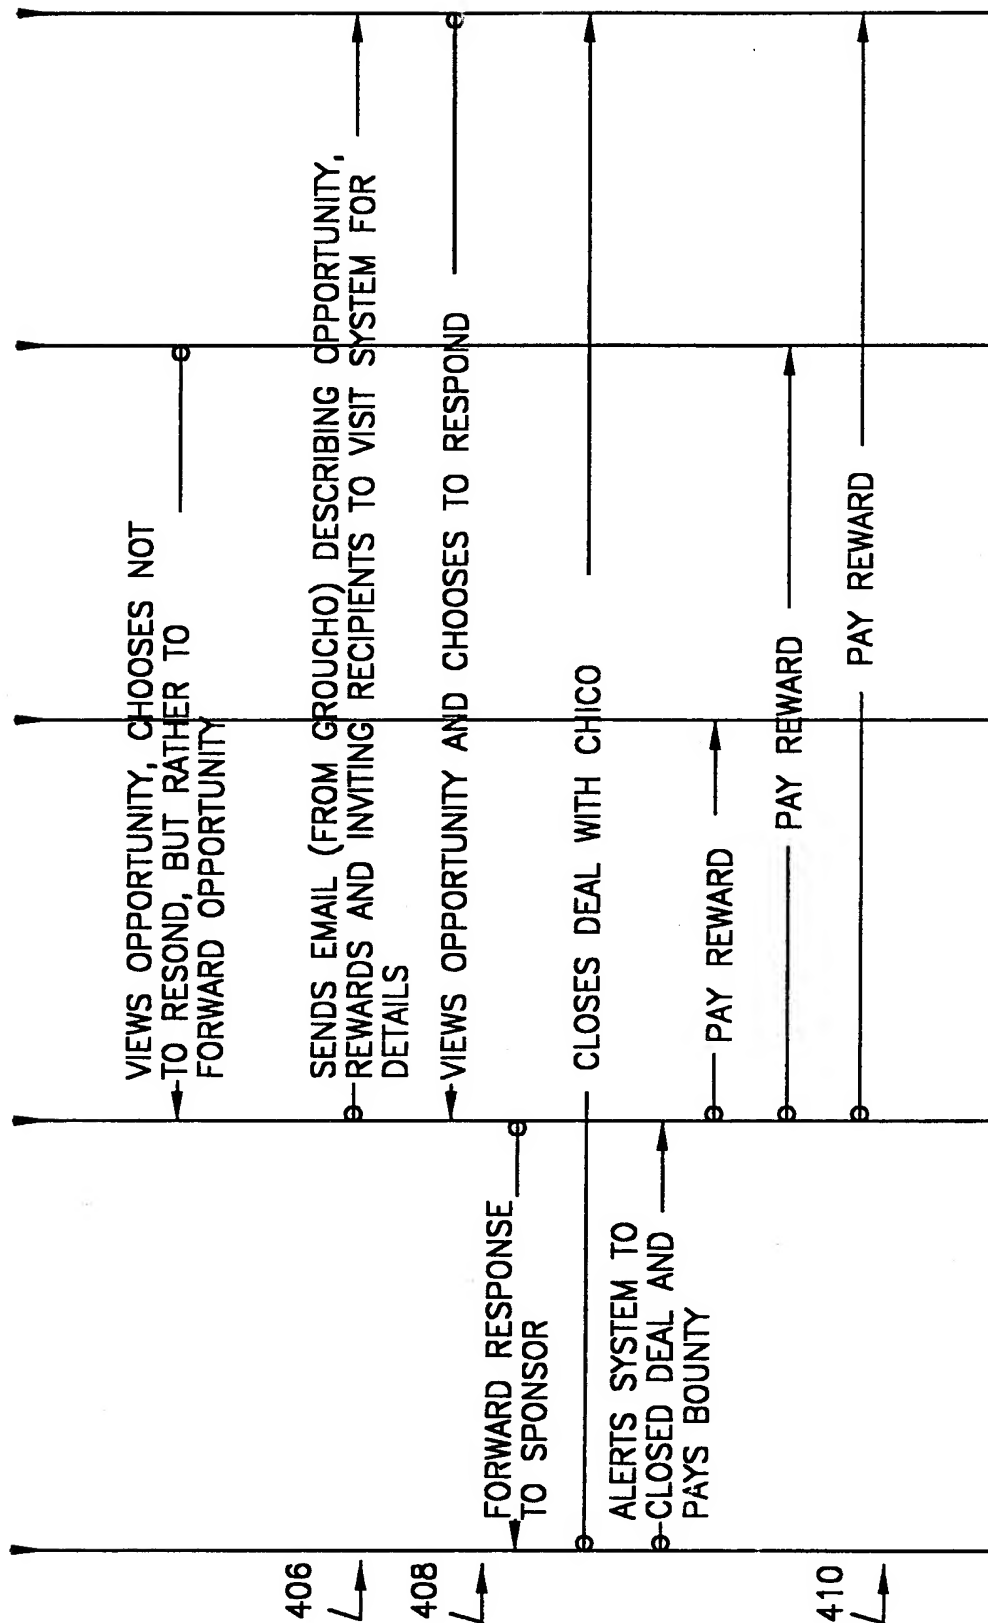 VIEWS OPPORTUNITY, CHOOSES NOT
TO RESOND, BUT RATHER TO
FORWARD OPPORTUNITY
406
SENDS EMAIL (FROM GROUCHO) DESCRIBING OPPORTUNITY,
REWARDS AND INVITING RECIPIENTS TO VISIT SYSTEM FOR
DETAILS
408
VIEWS OPPORTUNITY AND CHOOSES TO RESPOND
FORWARD RESPONSE
TO SPONSOR
CLOSES DEAL WITH CHICO
ALERTS SYSTEM TO
CLOSED DEAL AND
PAYS BOUNTY
PAY REWARD
PAY REWARD
410
PAY REWARD